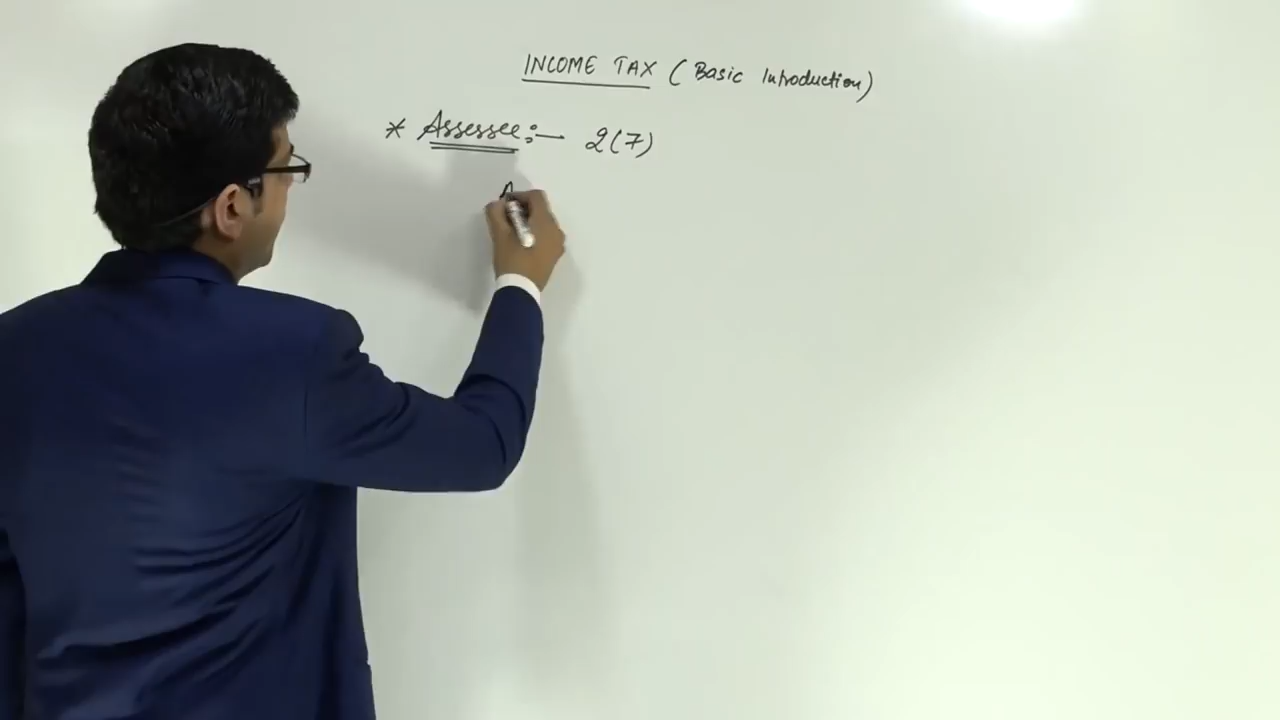 INCOME TAX (Basic Introduction)
* Assessee :- 2(7)
A